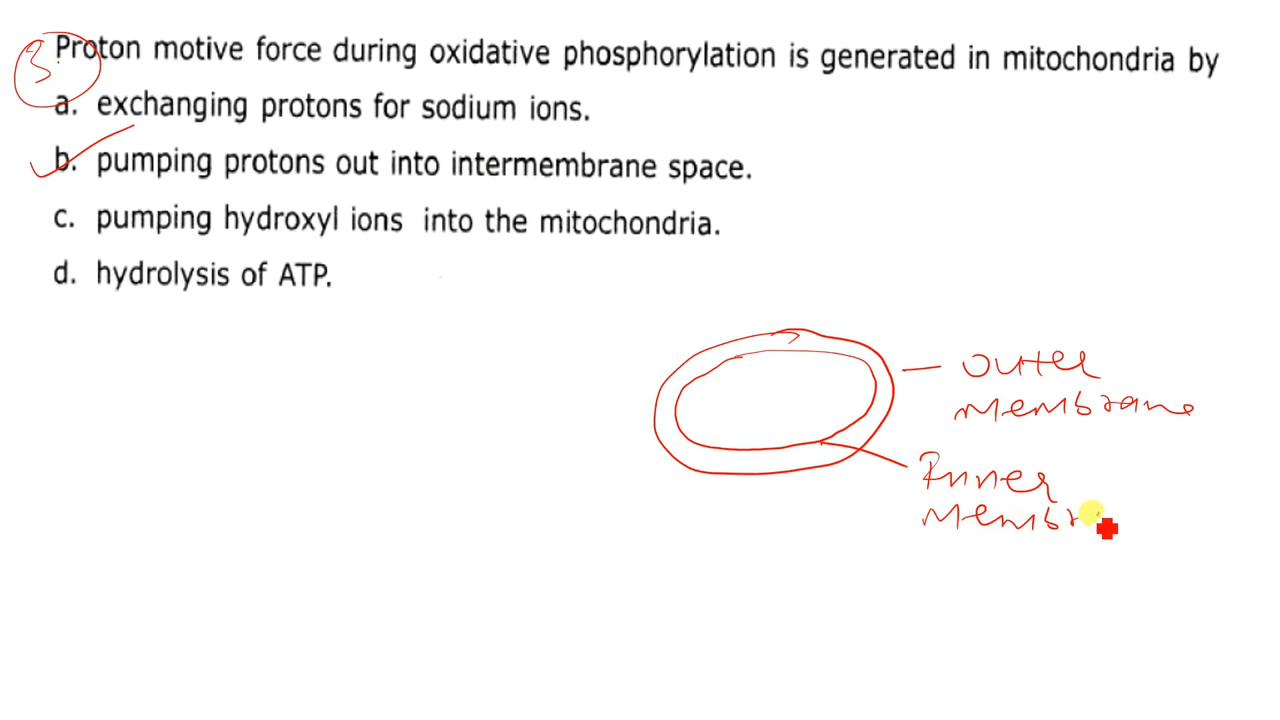 3. Proton motive force during oxidative phosphorylation is generated in mitochondria by
a. exchanging protons for sodium ions.
b. pumping protons out into intermembrane space.
c. pumping hydroxyl ions into the mitochondria.
d. hydrolysis of ATP.
outer
membrane
Inner
membr